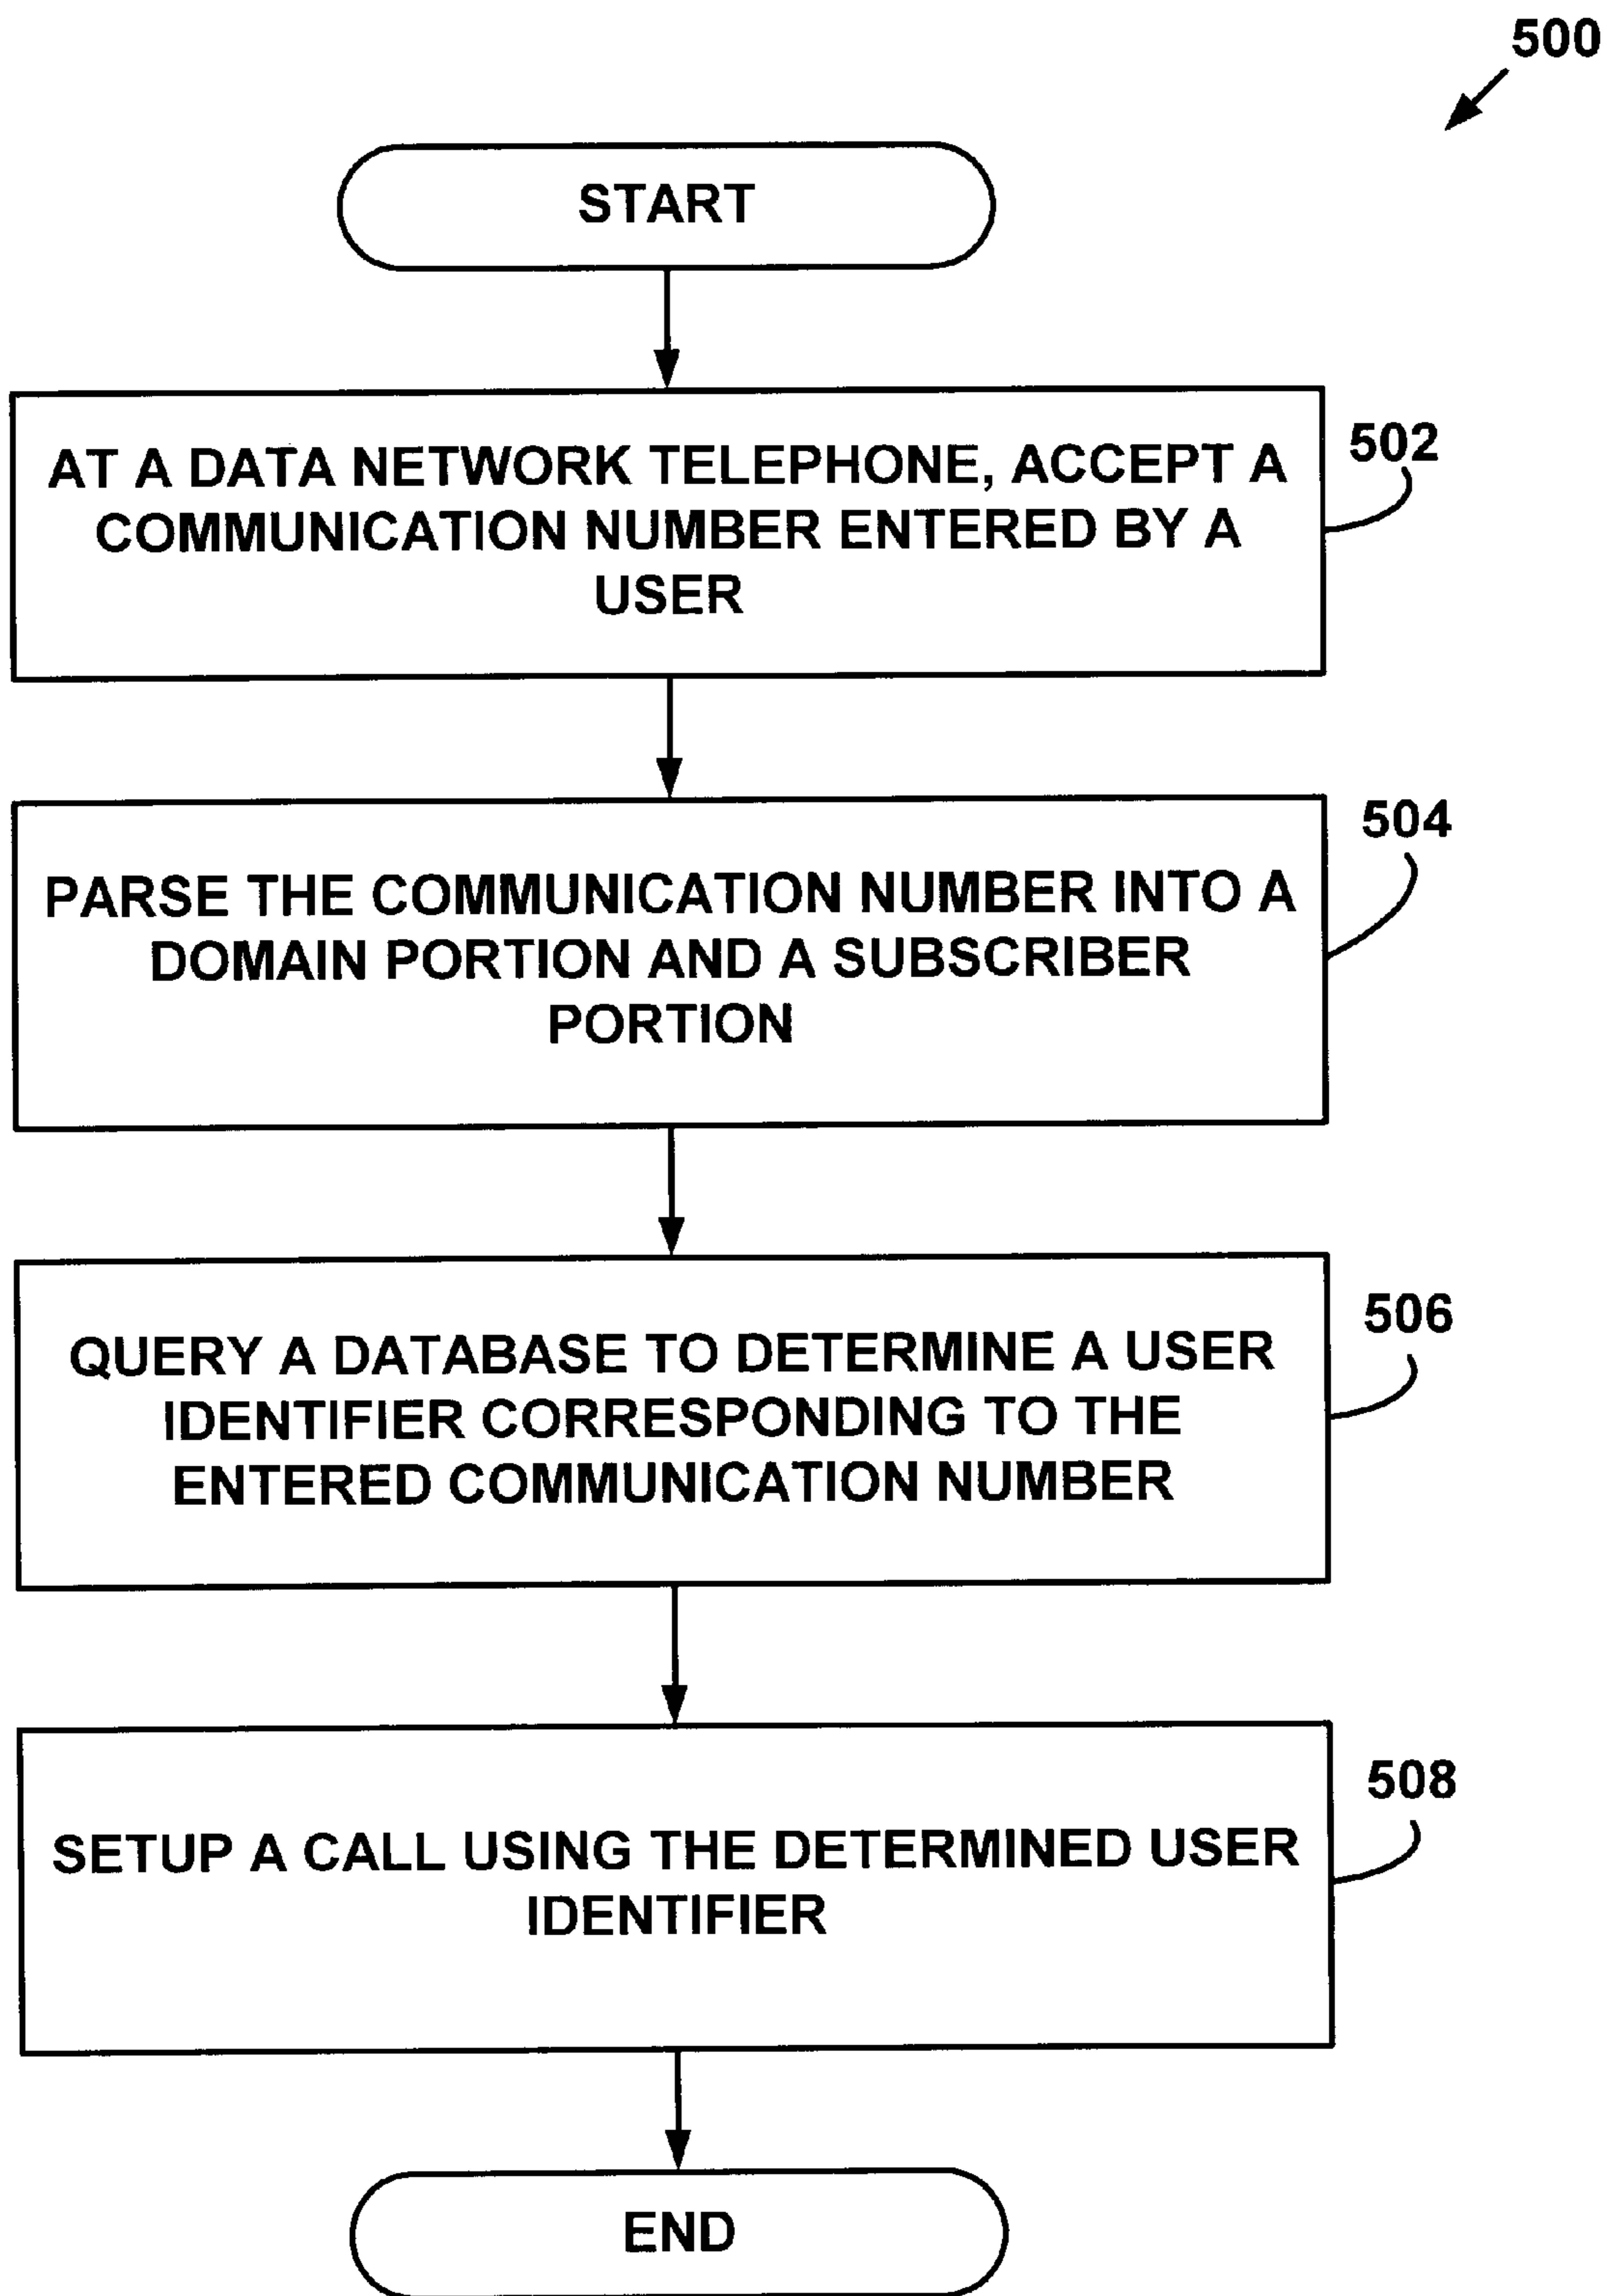 500
START
AT A DATA NETWORK TELEPHONE, ACCEPT A
COMMUNICATION NUMBER ENTERED BY A
USER
502
PARSE THE COMMUNICATION NUMBER INTO A
DOMAIN PORTION AND A SUBSCRIBER
PORTION
504
QUERY A DATABASE TO DETERMINE A USER
IDENTIFIER CORRESPONDING TO THE
ENTERED COMMUNICATION NUMBER
506
SETUP A CALL USING THE DETERMINED USER
IDENTIFIER
508
END